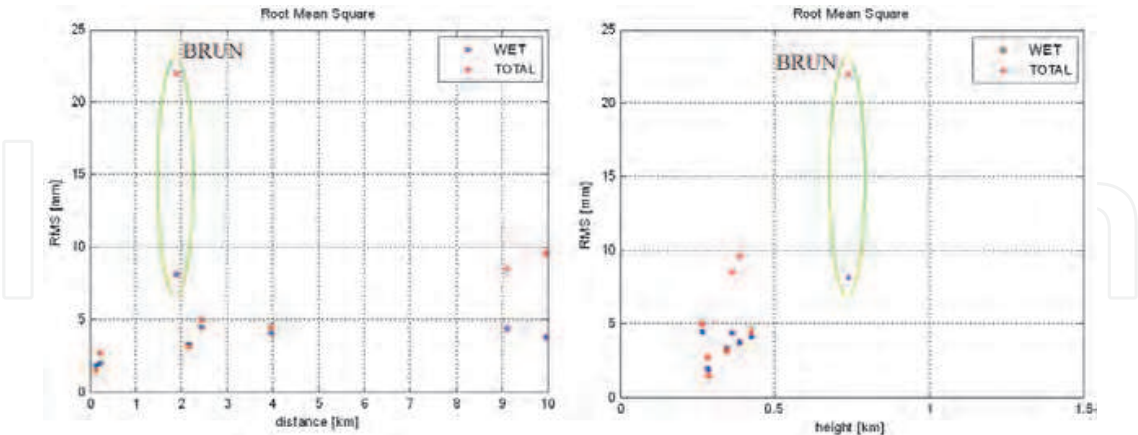 Root Mean Square
25
20
15
10
5
0
RMS [mm]
BRUN
WET
TOTAL
0 1 2 3 4 5 6 7 8 9 10
distance [km]
Root Mean Square
25
20
15
10
5
0
RMS [mm]
BRUN
WET
TOTAL
0 0.5 1 1.5
height [km]